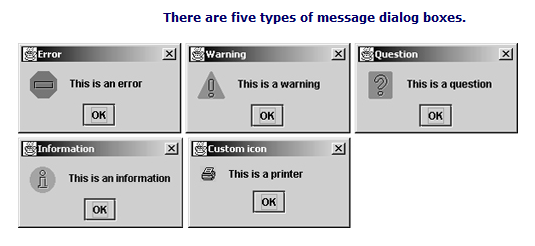 There are five types of message dialog boxes.
Error
This is an error
OK
Warning
This is a warning
OK
Question
This is a question
OK
Information
This is an information
OK
Custom icon
This is a printer
OK